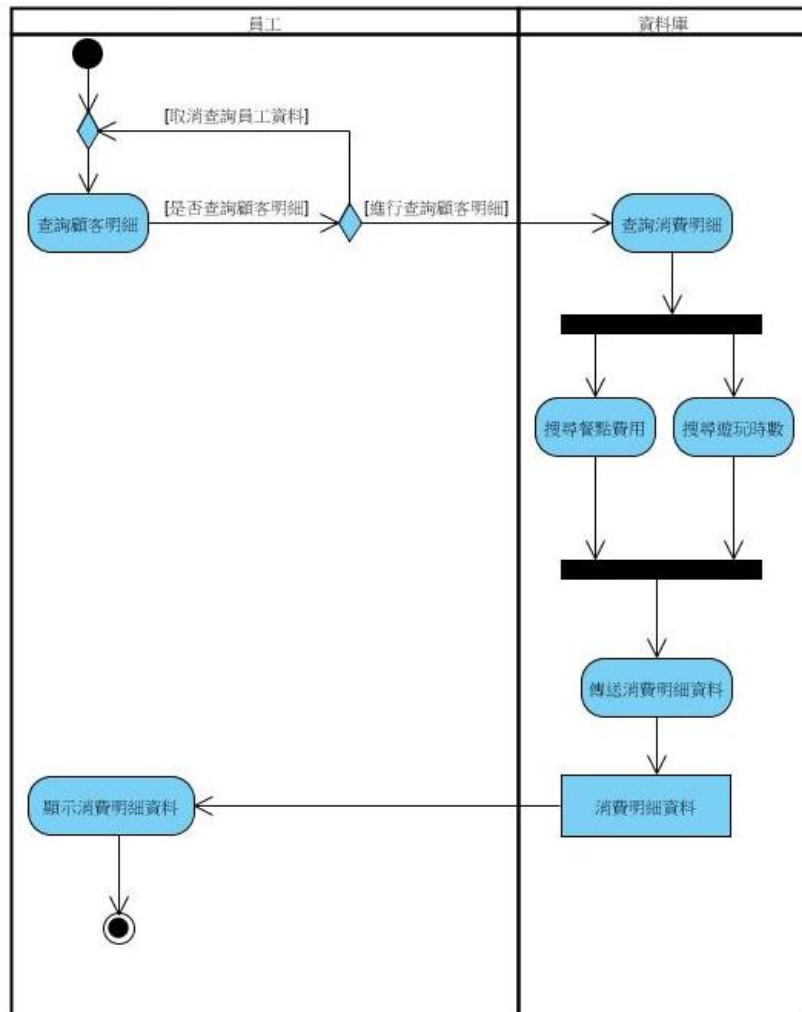 員工
資料庫
[取消查詢員工資料]
查詢顧客明細
[是否查詢顧客明細]
[進行查詢顧客明細]
查詢消費明細
搜尋餐點費用
搜尋遊玩時數
傳送消費明細資料
顯示消費明細資料
消費明細資料